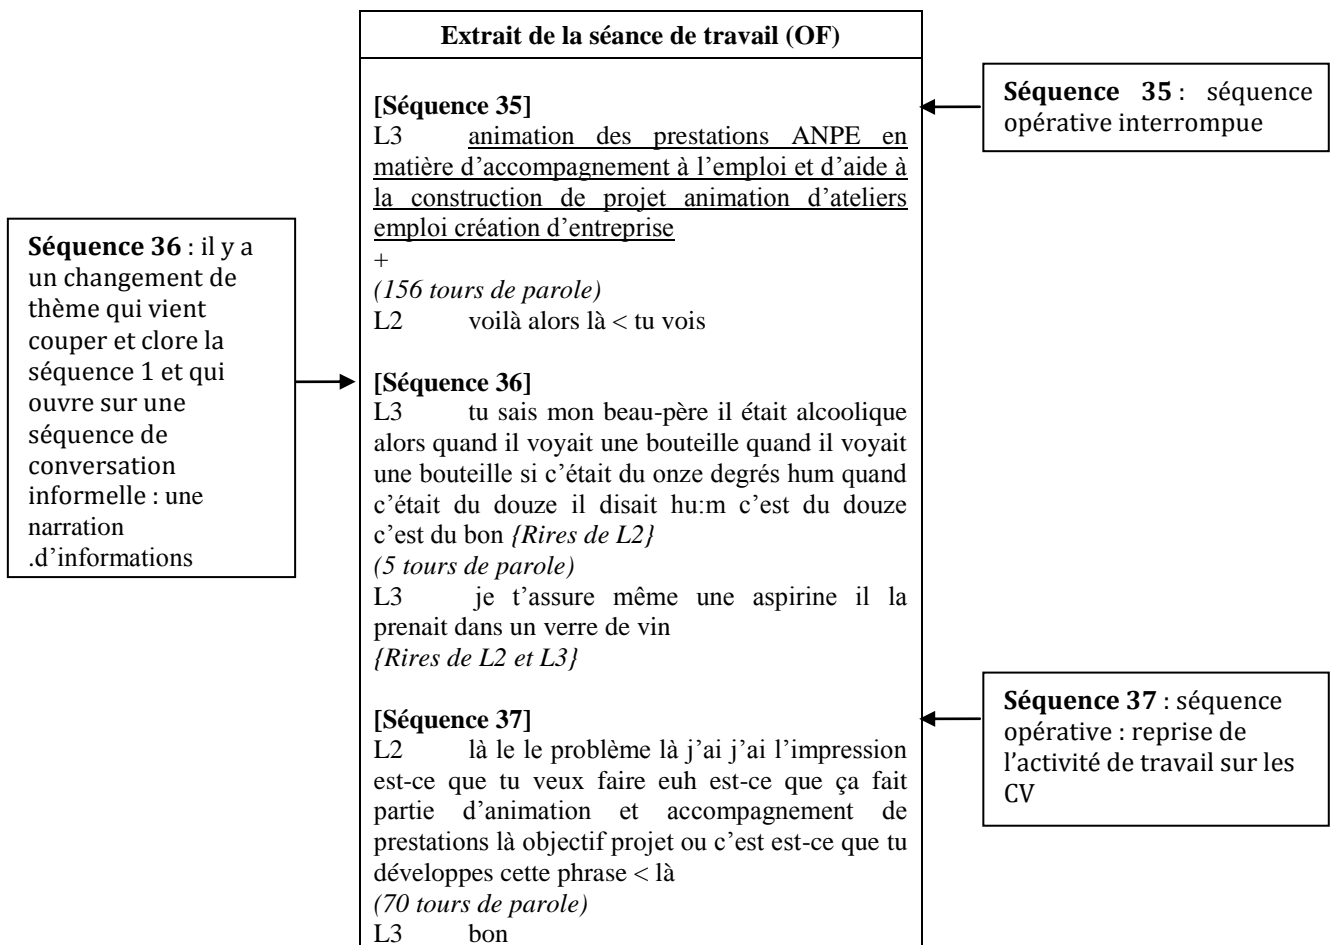 Extrait de la séance de travail (OF)
[Séquence 35]
L3 animation des prestations ANPE en
matière d’accompagnement à l’emploi et d’aide à
la construction de projet animation d’ateliers
emploi création d’entreprise
+
(156 tours de parole)
L2 voilà alors là < tu vois
[Séquence 36]
L3 tu sais mon beau-père il était alcoolique
alors quand il voyait une bouteille quand il voyait
une bouteille si c’était du onze degrés hum quand
c’était du douze il disait hu:m c’est du douze
c’est du bon {Rires de L2}
(5 tours de parole)
L3 je t’assure même une aspirine il la
prenait dans un verre de vin
{Rires de L2 et L3}
[Séquence 37]
L2 là le le problème là j’ai j’ai l’impression
est-ce que tu veux faire euh est-ce que ça fait
partie d’animation et accompagnement de
prestations là objectif projet ou c’est est-ce que tu
développes cette phrase < là
(70 tours de parole)
L3 bon
Séquence 35 : séquence
opérative interrompue
Séquence 36 : il y a
un changement de
thème qui vient
couper et clore la
séquence 1 et qui
ouvre sur une
séquence de
conversation
informelle : une
narration
.d’informations
Séquence 37 : séquence
opérative : reprise de
l’activité de travail sur les
CV